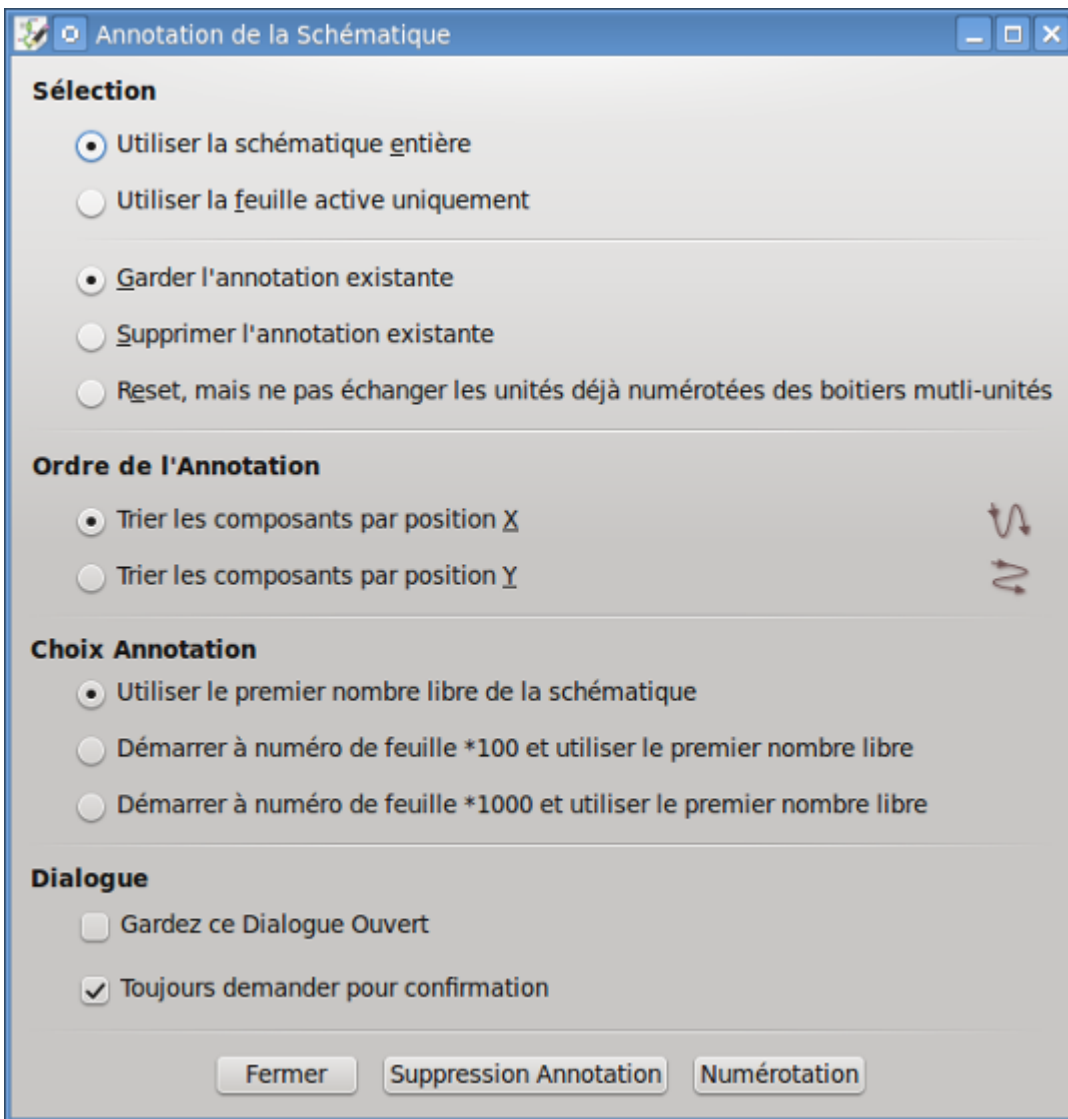 Annotation de la Schématique
Sélection
Utiliser la schématique entière
Utiliser la feuille active uniquement
Garder l'annotation existante
Supprimer l'annotation existante
Reset, mais ne pas échanger les unités déjà numérotées des boitiers mutli-unités
Ordre de l'Annotation
Trier les composants par position X
Trier les composants par position Y
Choix Annotation
Utiliser le premier nombre libre de la schématique
Démarrer à numéro de feuille *100 et utiliser le premier nombre libre
Démarrer à numéro de feuille *1000 et utiliser le premier nombre libre
Dialogue
Gardez ce Dialogue Ouvert
Toujours demander pour confirmation
Fermer Suppression Annotation Numérotation